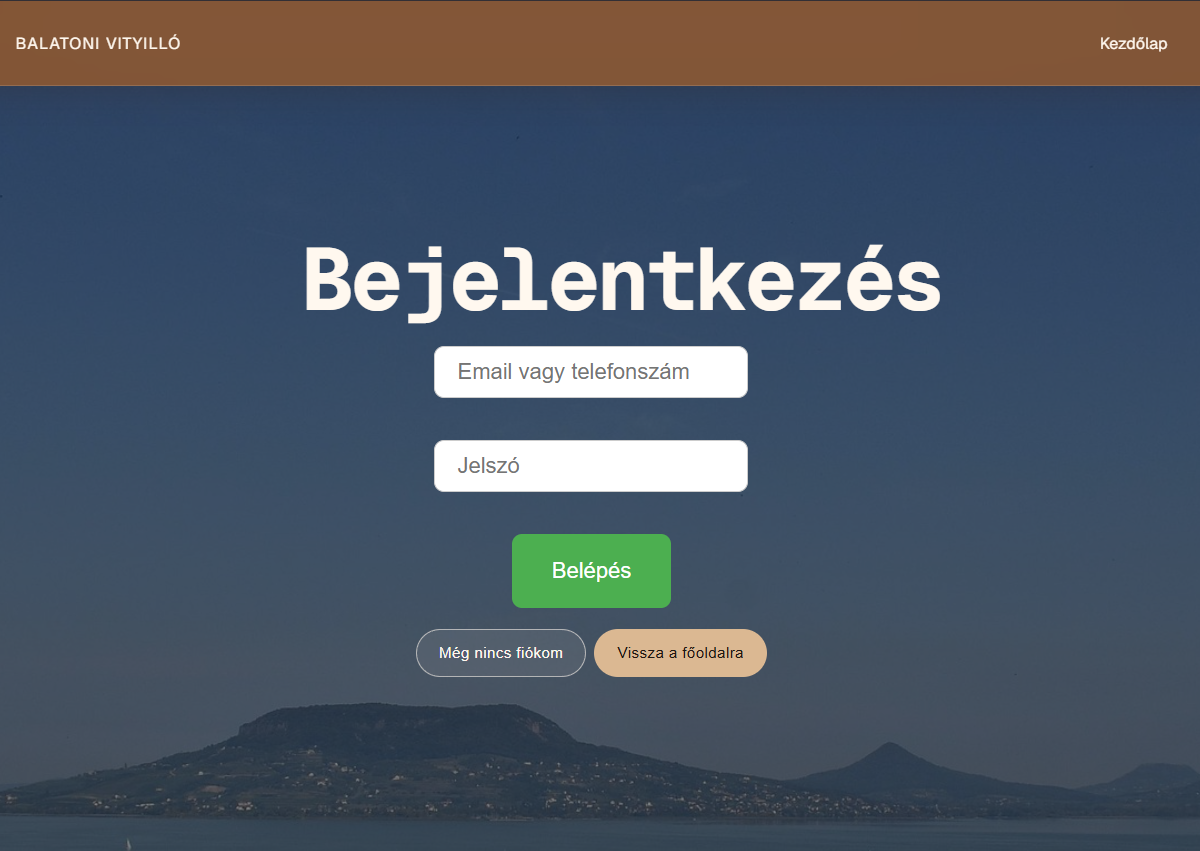 BALATONI VITYILLÓ
Kezdőlap
Bejelentkezés
Email vagy telefonszám
Jelszó
Belépés
Még nincs fiókom
Vissza a főoldalra